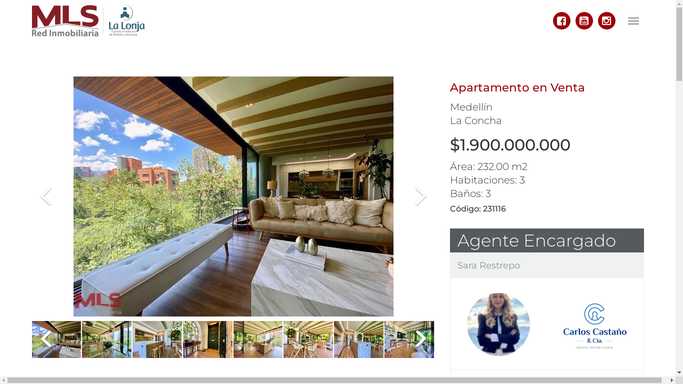 MLS
Red Inmobiliaria
La Lonja
Apartamento en Venta
Medellín
La Concha
$1.900.000.000
Área: 232.00 m2
Habitaciones: 3
Baños: 3
Código: 231116
Agente Encargado
Sara Restrepo
MLS
Carlos Castaño
& Cía.